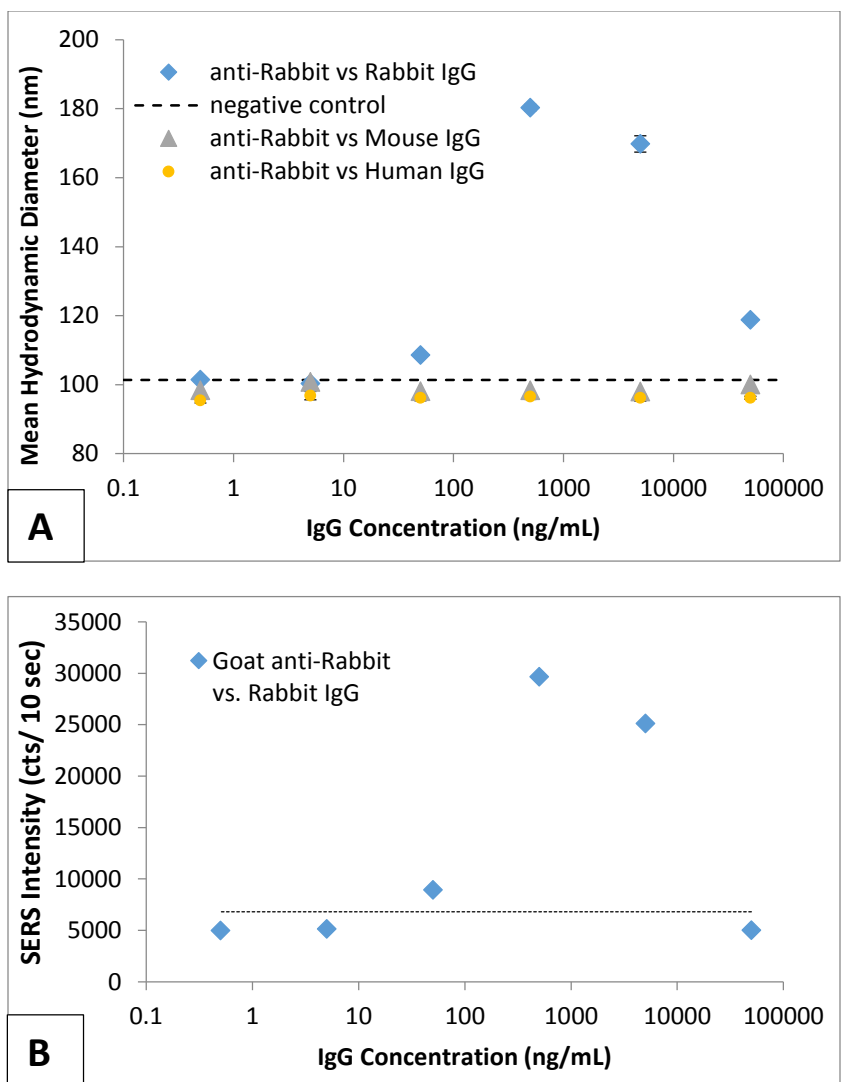 200
180
160
140
120
100
80
Mean Hydrodynamic Diameter (nm)
anti-Rabbit vs Rabbit IgG
negative control
anti-Rabbit vs Mouse IgG
anti-Rabbit vs Human IgG
0.1 1 10 100 1000 10000 100000
IgG Concentration (ng/mL)
A
35000
30000
25000
20000
15000
10000
5000
0
SERS Intensity (cts/ 10 sec)
Goat anti-Rabbit
vs. Rabbit IgG
0.1 1 10 100 1000 10000 100000
IgG Concentration (ng/mL)
B